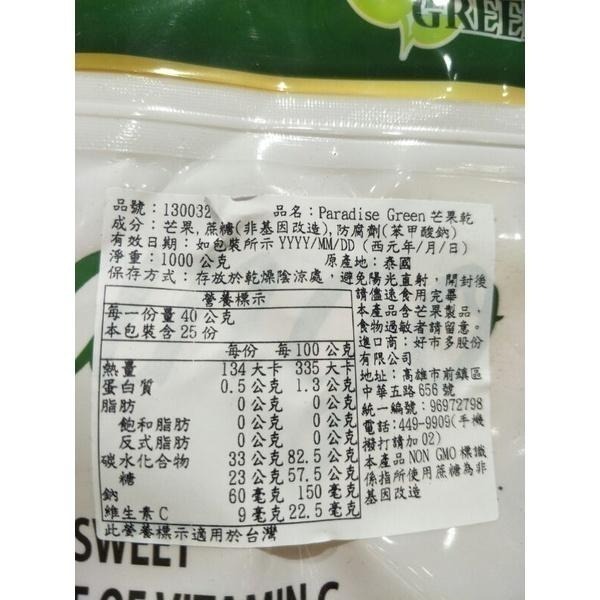 GREE
品號：130032
品名：Paradise Green 芒果乾
成分：芒果,蔗糖(非基因改造),防腐劑(苯甲酸鈉)
有效日期：如包裝所示 YYYY/MM/DD (西元年/月/日)
淨重：1000 公克
原產地：泰國
保存方式：存放於乾燥陰涼處，避免陽光直射，開封後
請儘速食用完畢
本產品含芒果製品，
食物過敏者請留意。
進口商：好市多股份
有限公司
地址：高雄市前鎮區
中華五路 656 號
統一編號：96972798
電話：449-9909(手機
撥打請加 02)
本產品 NON GMO 標識
係指所使用蔗糖為非
基因改造
營養標示
每一份量 40 公克
本包裝含 25 份
每份 每 100 公克
熱量 134 大卡 335 大卡
蛋白質 0.5 公克 1.3 公克
脂肪 0 公克 0 公克
飽和脂肪 0 公克 0 公克
反式脂肪 0 公克 0 公克
碳水化合物 33 公克 82.5 公克
糖 23 公克 57.5 公克
鈉 60 毫克 150 毫克
維生素 C 9 毫克 22.5 毫克
此營養標示適用於台灣
SWEET
E OF VITAMIN C